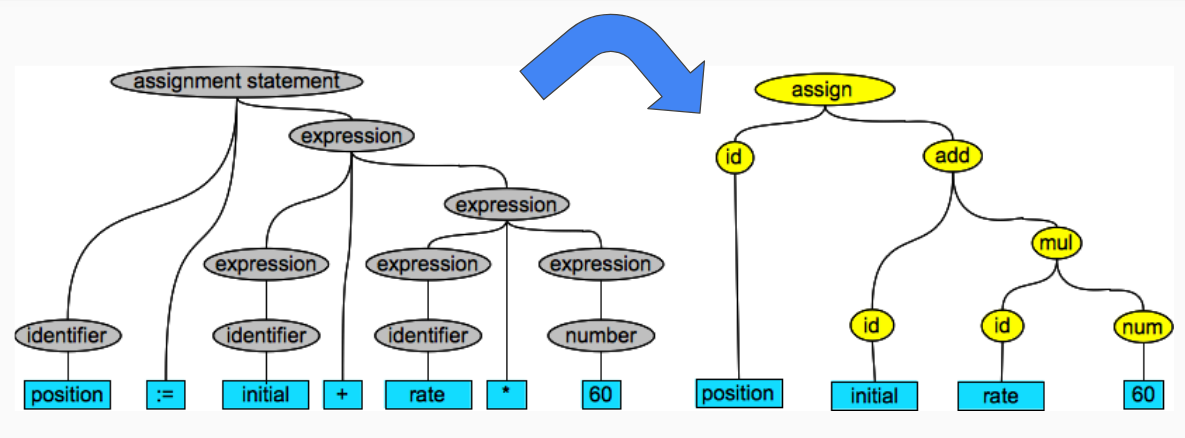 assignment statement
assign
expression
id
add
expression
mul
expression
expression
expression
identifier
identifier
identifier
number
id
id
num
position
:=
initial
+
rate
*
60
position
initial
rate
60